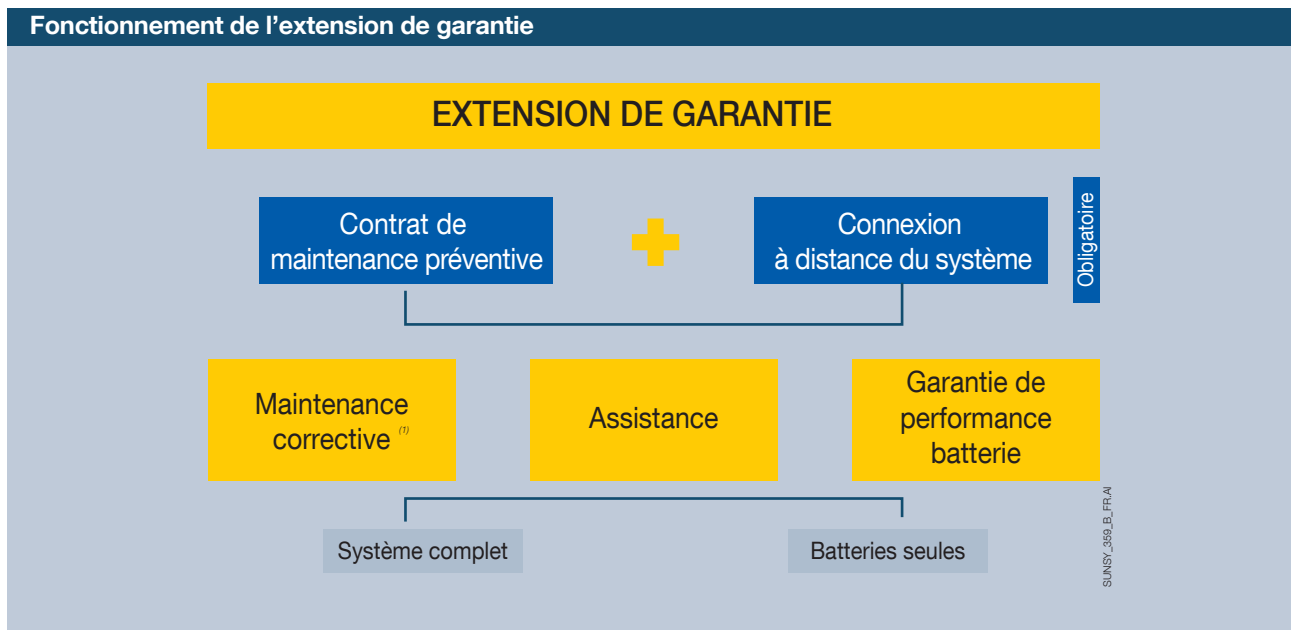 Fonctionnement de l'extension de garantie
EXTENSION DE GARANTIE
Contrat de
maintenance préventive
Connexion
à distance du système
Obligatoire
Maintenance
corrective (1)
Assistance
Garantie de
performance
batterie
Système complet
Batteries seules
SUNSY_359_B_FR.AI